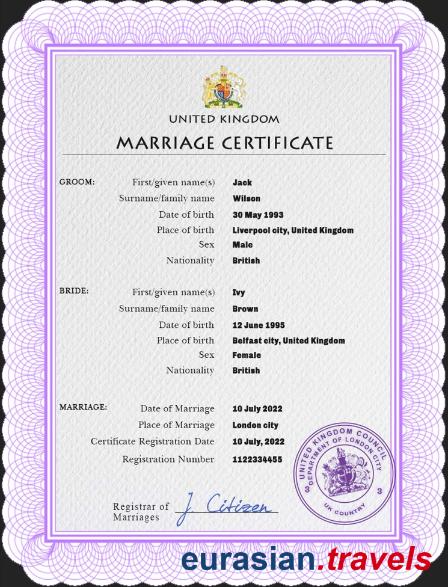 UNITED KINGDOM
MARRIAGE CERTIFICATE
GROOM: First/given name(s) Jack
Surname/family name Wilson
Date of birth 30 May 1993
Place of birth Liverpool city, United Kingdom
Sex Male
Nationality British
BRIDE: First/given name(s) Ivy
Surname/family name Brown
Date of birth 12 June 1995
Place of birth Belfast city, United Kingdom
Sex Female
Nationality British
MARRIAGE: Date of Marriage 10 July 2022
Place of Marriage London city
Certificate Registration Date 10 July, 2022
Registration Number 1122334455
UNITED KINGDOM COUNCIL
DEPARTMENT OF LONDON CITY
UK COUNTRY
Registrar of
Marriages
J Citizen
eurasian.travels